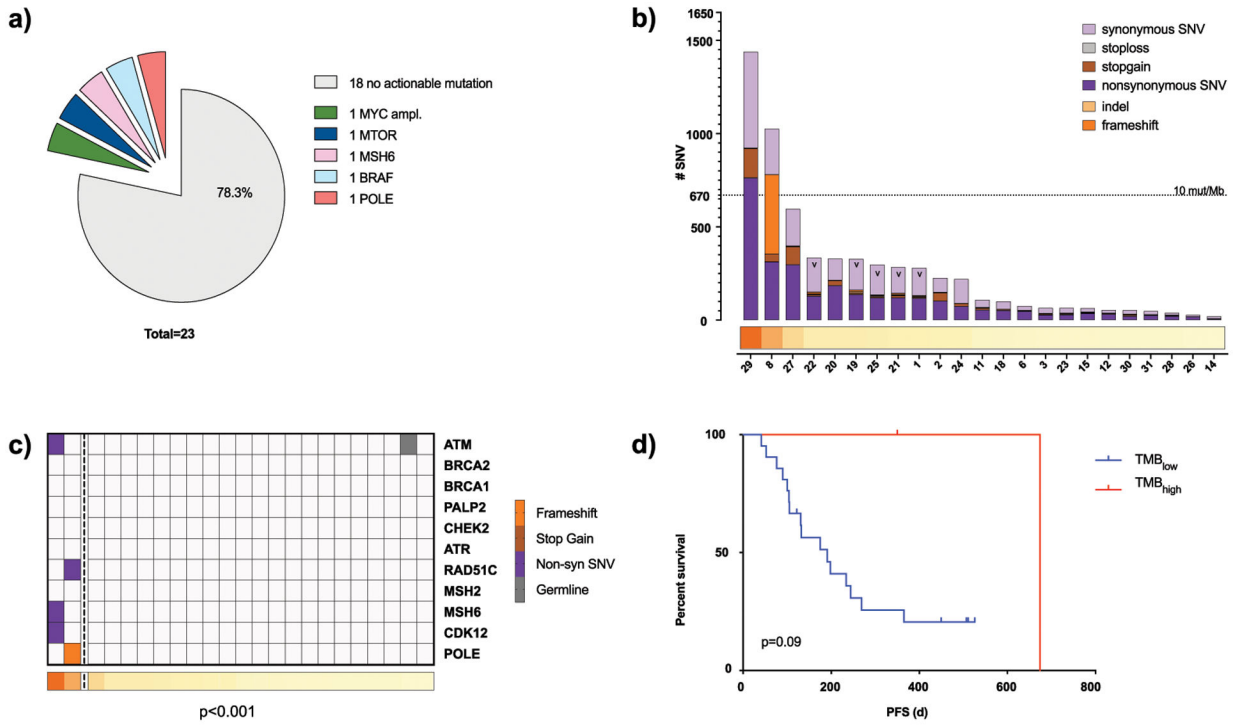 a)
18 no actionable mutation
1 MYC ampl.
1 MTOR
1 MSH6
1 BRAF
1 POLE
78.3%
Total=23
b)
# SNV
1650
1500
1000
670
500
0
synonymous SNV
stoploss
stopgain
nonsynonymous SNV
indel
frameshift
10 mut/Mb
v v v v v
29 8 27 22 20 19 25 21 1 2 24 11 18 6 3 23 15 12 30 31 28 26 14
c)
ATM
BRCA2
BRCA1
PALP2
CHEK2
ATR
RAD51C
MSH2
MSH6
CDK12
POLE
Frameshift
Stop Gain
Non-syn SNV
Germline
p<0.001
d)
Percent survival
100
50
0
p=0.09
0 200 400 600 800
PFS (d)
TMBlow
TMBhigh